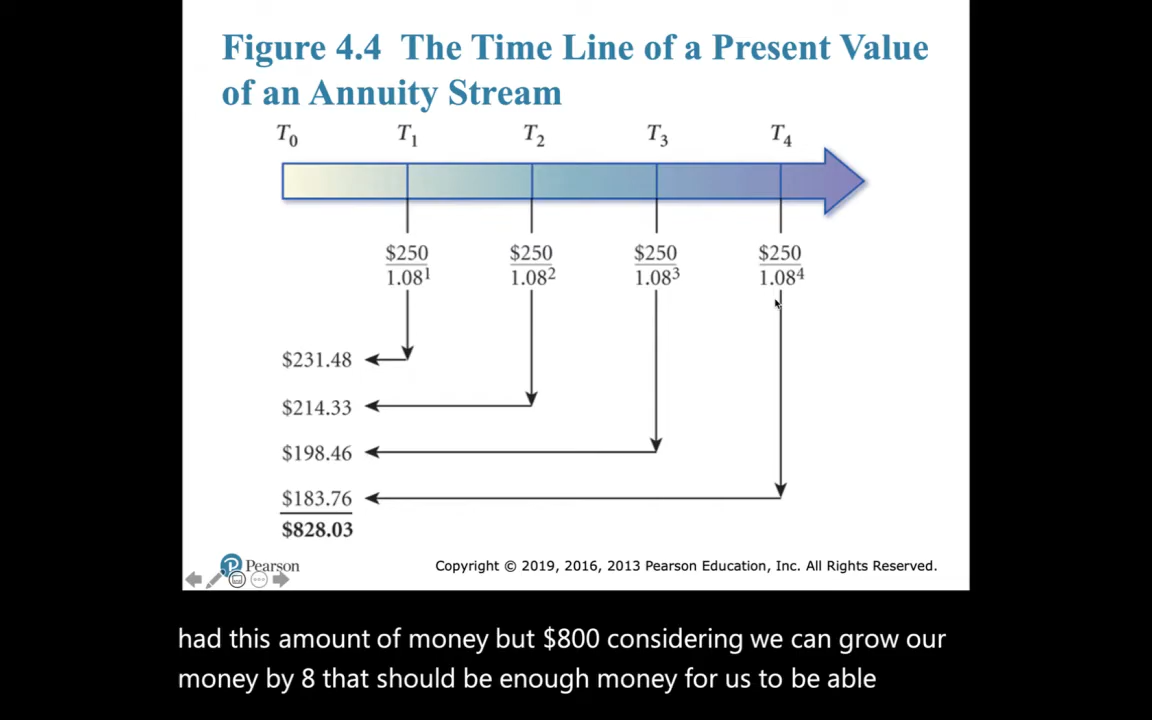 Figure 4.4 The Time Line of a Present Value
of an Annuity Stream
T₀ T₁ T₂ T₃ T₄
$250 $250 $250 $250
1.08¹ 1.08² 1.08³ 1.08⁴
$231.48
$214.33
$198.46
$183.76
$828.03
Pearson
Copyright © 2019, 2016, 2013 Pearson Education, Inc. All Rights Reserved.
had this amount of money but $800 considering we can grow our
money by 8 that should be enough money for us to be able